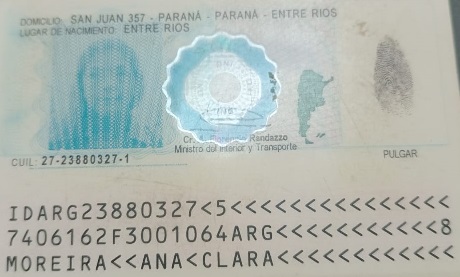 DOMICILIO: SAN JUAN 357 - PARANÁ - PARANÁ - ENTRE RIOS
LUGAR DE NACIMIENTO: ENTRE RIOS
Randazzo
Ministro del Interior y Transporte
CUIL: 27-23880327-1
PULGAR
IDARG23880327<5<<<<<<<<<<<<<<<
7406162F3001064ARG<<<<<<<<<<<8
MOREIRA<<ANA<CLARA<<<<<<<<<<<<